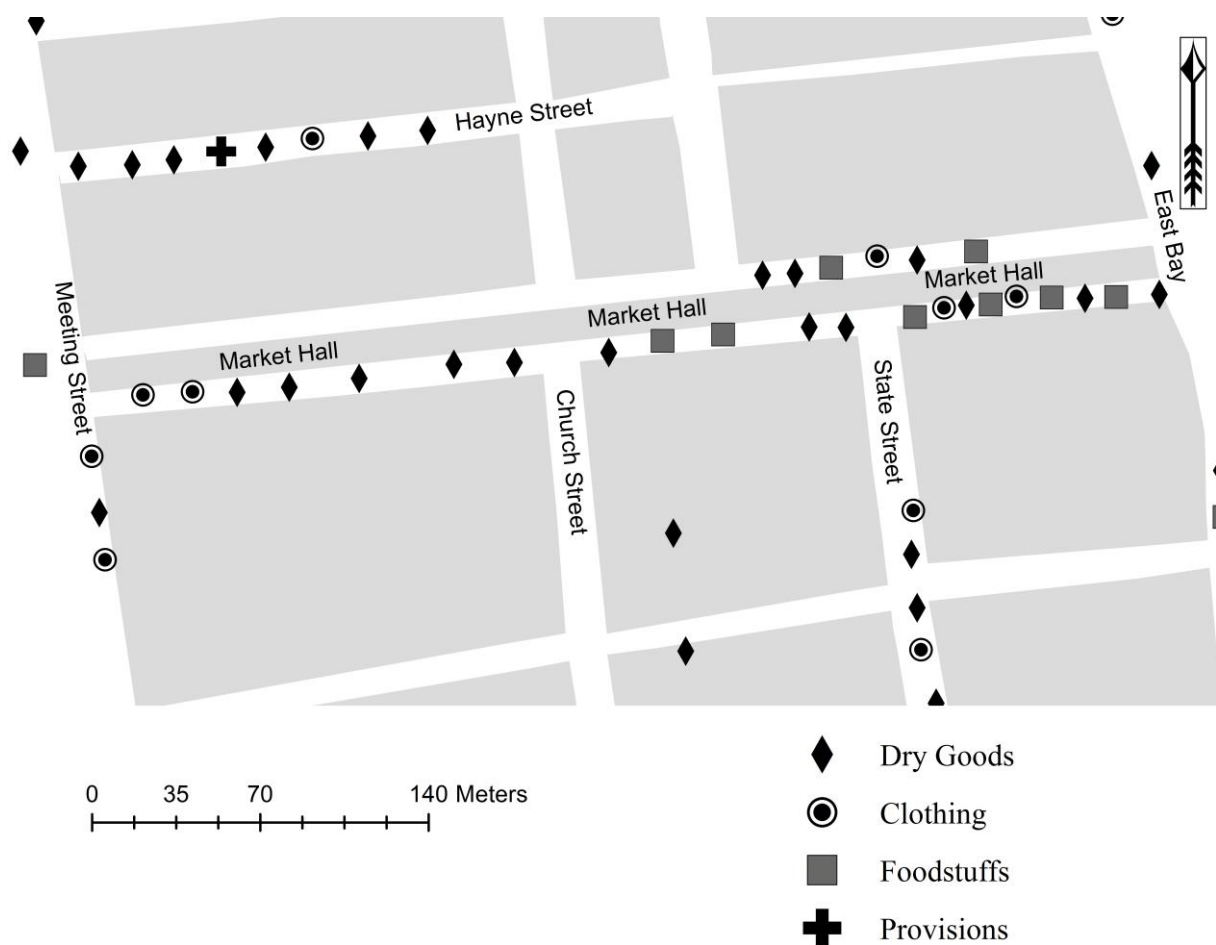 Hayne Street
East Bay
Market Hall
Market Hall
Market Hall
Meeting Street
Church Street
State Street
0 35 70 140 Meters
Dry Goods
Clothing
Foodstuffs
Provisions